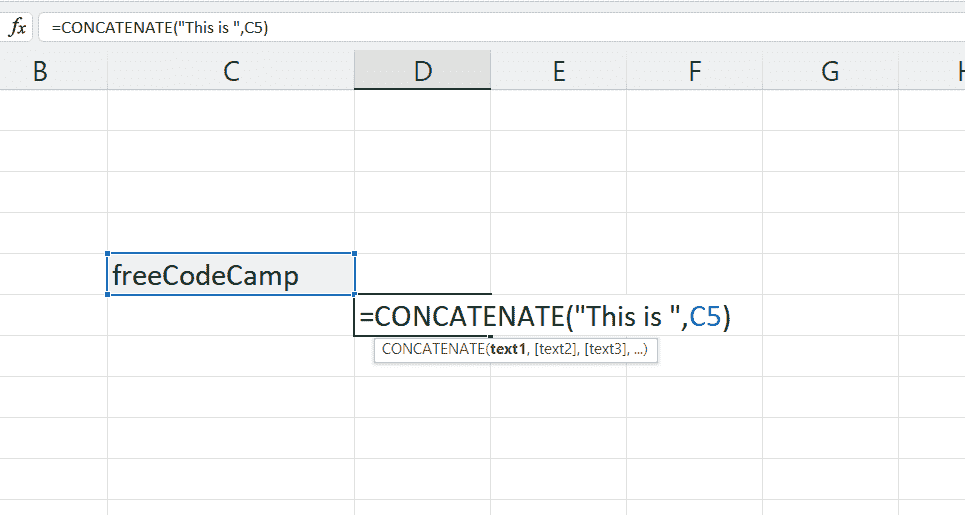 fx =CONCATENATE("This is ",C5)
B C D E F G
freeCodeCamp
=CONCATENATE("This is ",C5)
CONCATENATE(text1, [text2], [text3], ...)